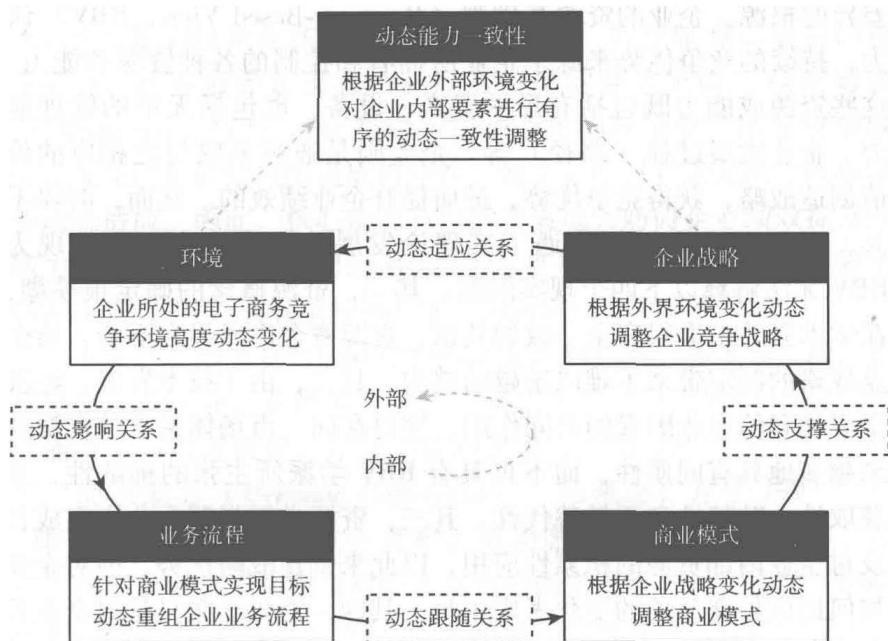 动态能力一致性
根据企业外部环境变化
对企业内部要素进行有
序的动态一致性调整
环境
动态适应关系
企业战略
企业所处的电子商务竞
争环境高度动态变化
根据外界环境变化动态
调整企业竞争战略
外部
动态影响关系
动态支撑关系
内部
业务流程
商业模式
针对商业模式实现目标
动态重组企业业务流程
根据企业战略变化动态
调整商业模式
动态跟随关系